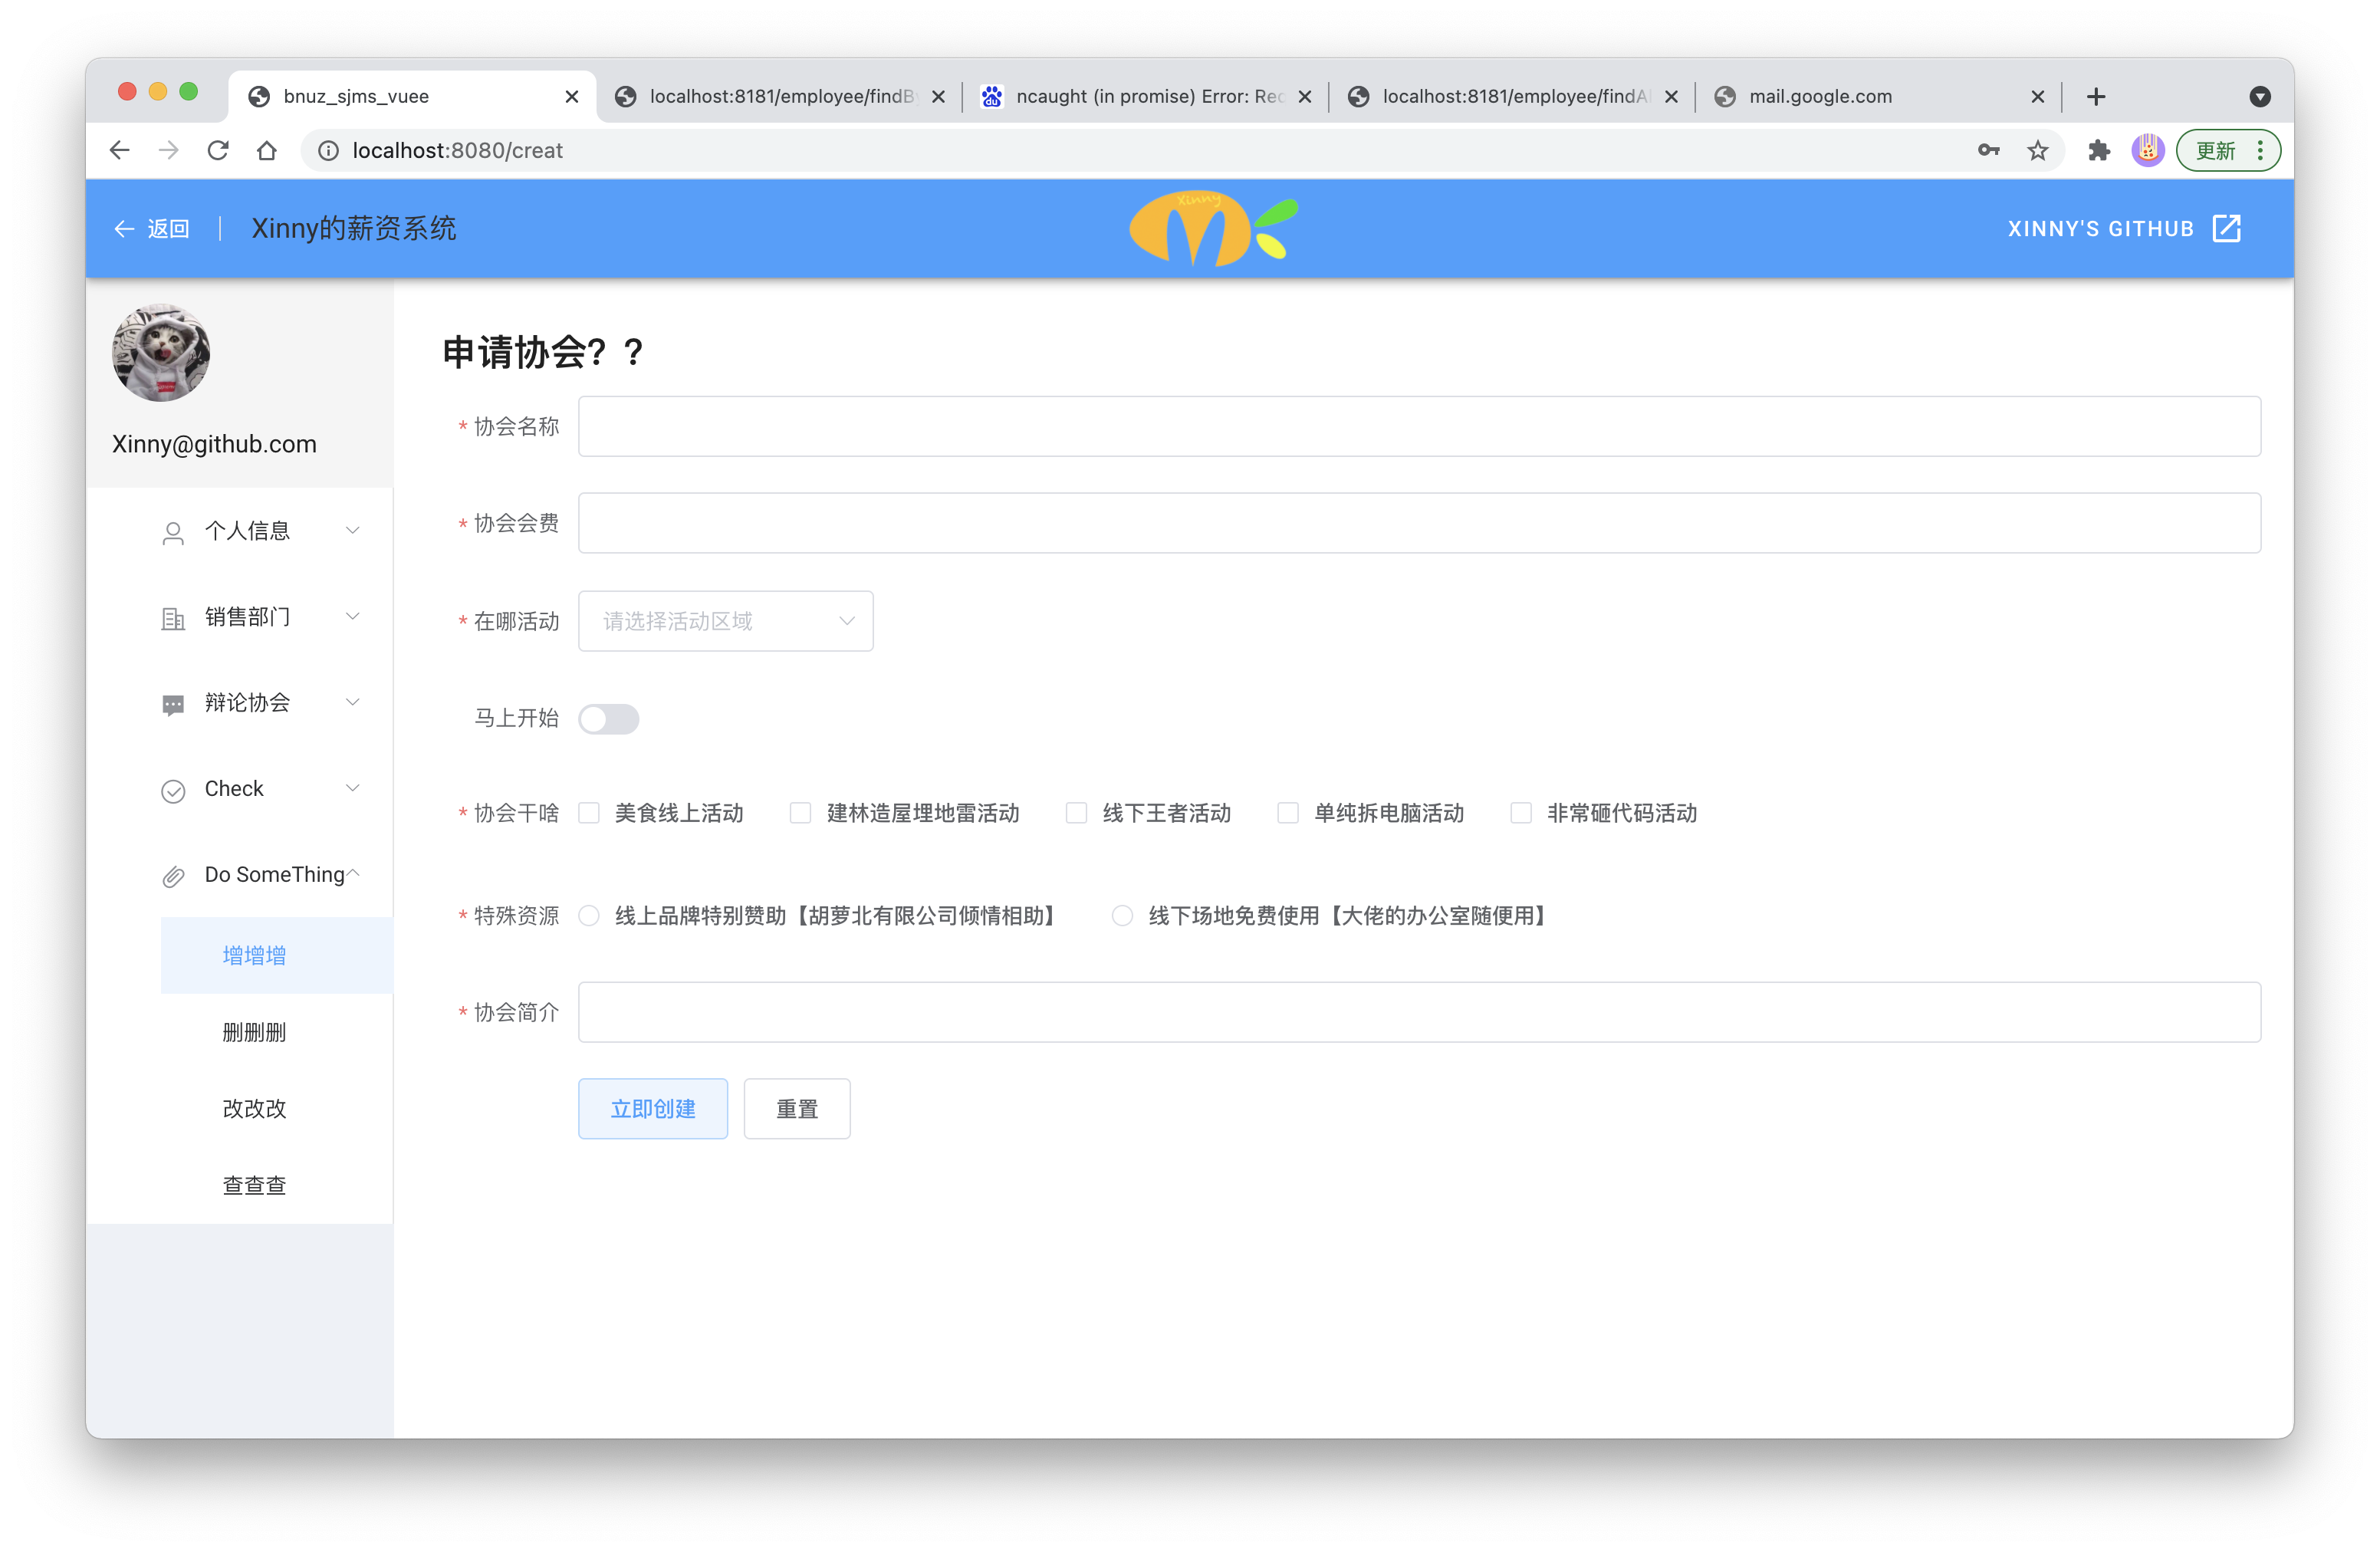 bnuz_sjms_vuee
localhost:8181/employee/findBy
ncaught (in promise) Error: Rec
localhost:8181/employee/findAl
mail.google.com
localhost:8080/creat
更新
返回
Xinny的薪资系统
xinny
XINNY'S GITHUB
Xinny@github.com
个人信息
销售部门
辩论协会
Check
Do SomeThing
增增增
删删删
改改改
查查查
申请协会？？
* 协会名称
* 协会会费
* 在哪活动 请选择活动区域
马上开始
* 协会干啥 美食线上活动 建林造屋埋地雷活动 线下王者活动 单纯拆电脑活动 非常砸代码活动
* 特殊资源 线上品牌特别赞助【胡萝北有限公司倾情相助】 线下场地免费使用【大佬的办公室随便用】
* 协会简介
立即创建 重置